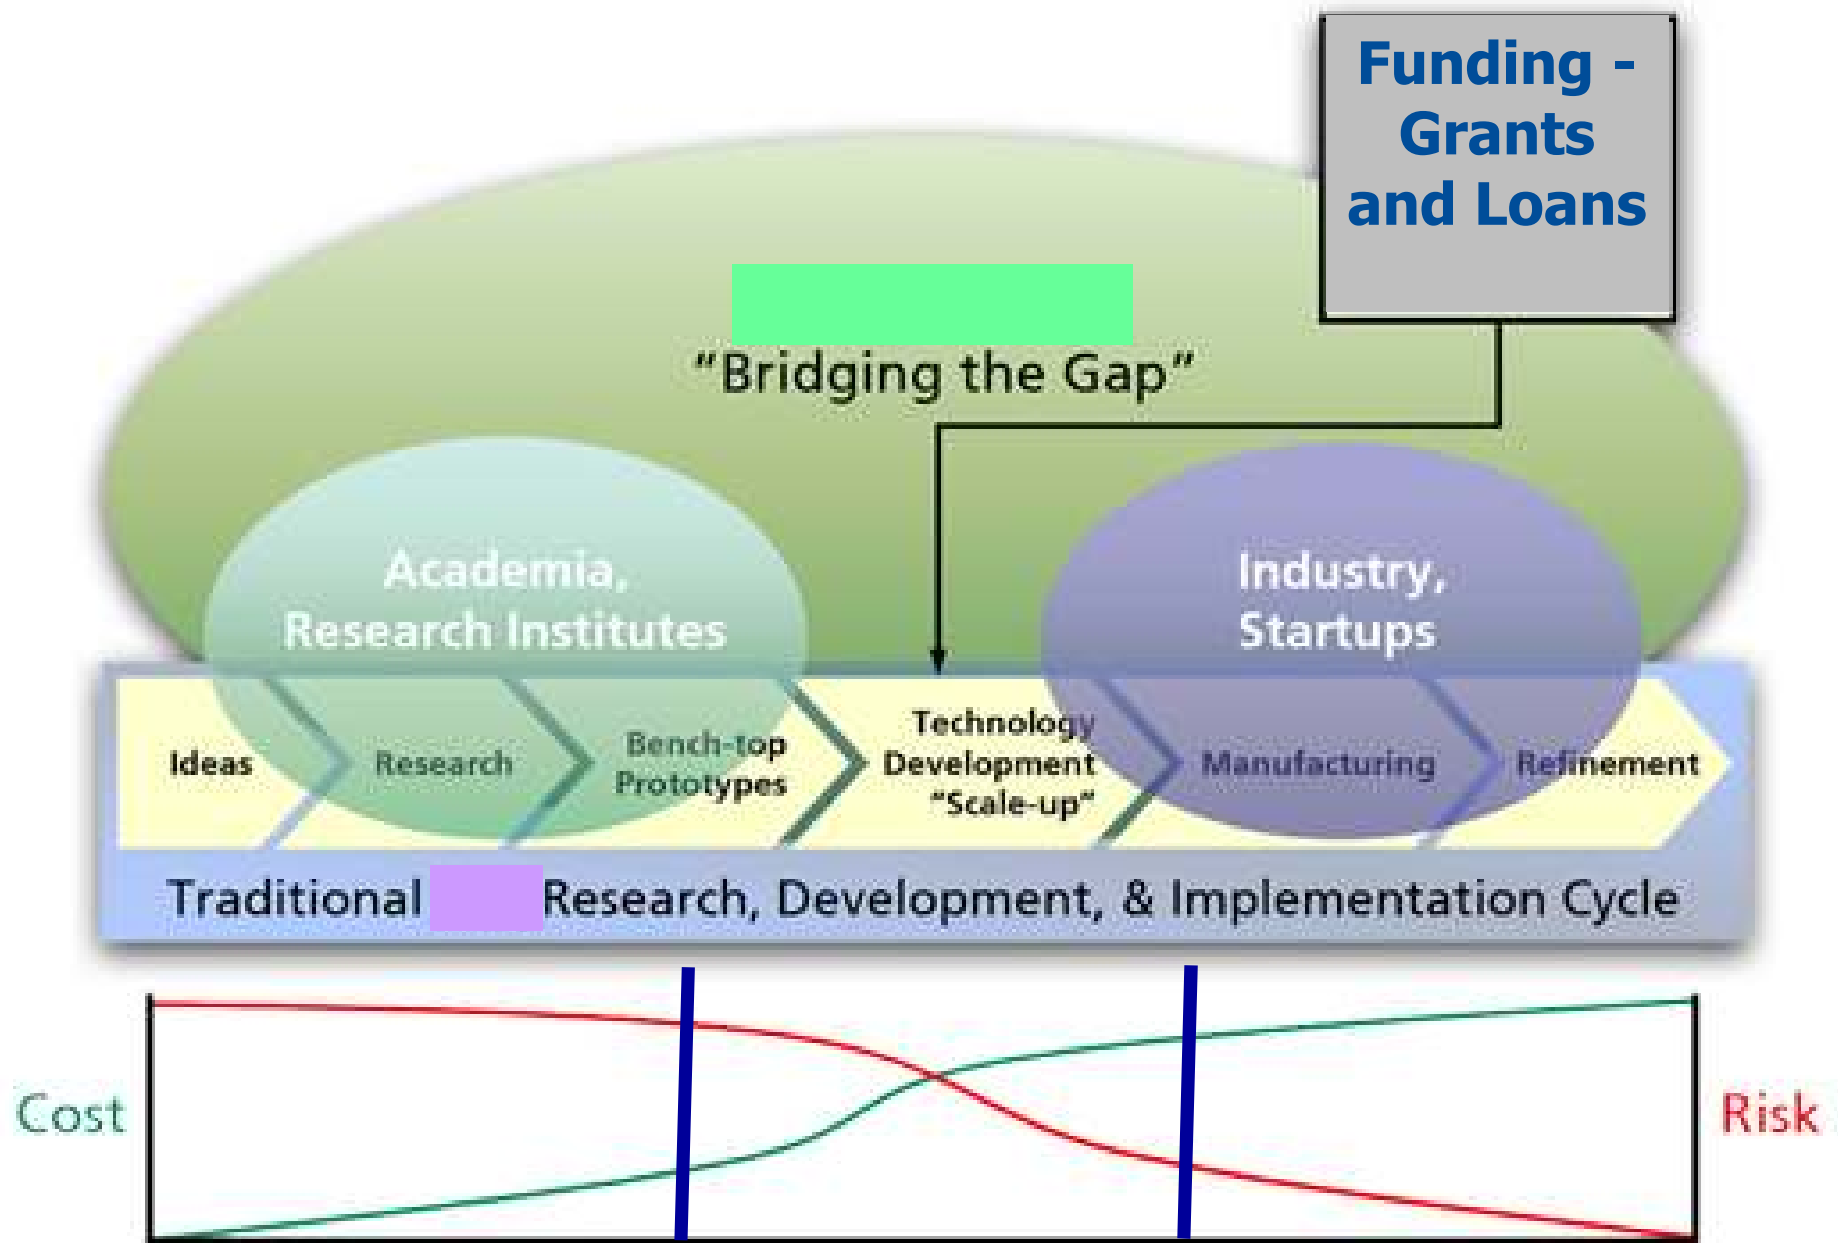 Funding -
Grants
and Loans
“Bridging the Gap”
Academia,
Research Institutes
Industry,
Startups
Ideas
Research
Bench-top
Prototypes
Technology
Development
“Scale-up”
Manufacturing
Refinement
Traditional Research, Development, & Implementation Cycle
Cost
Risk